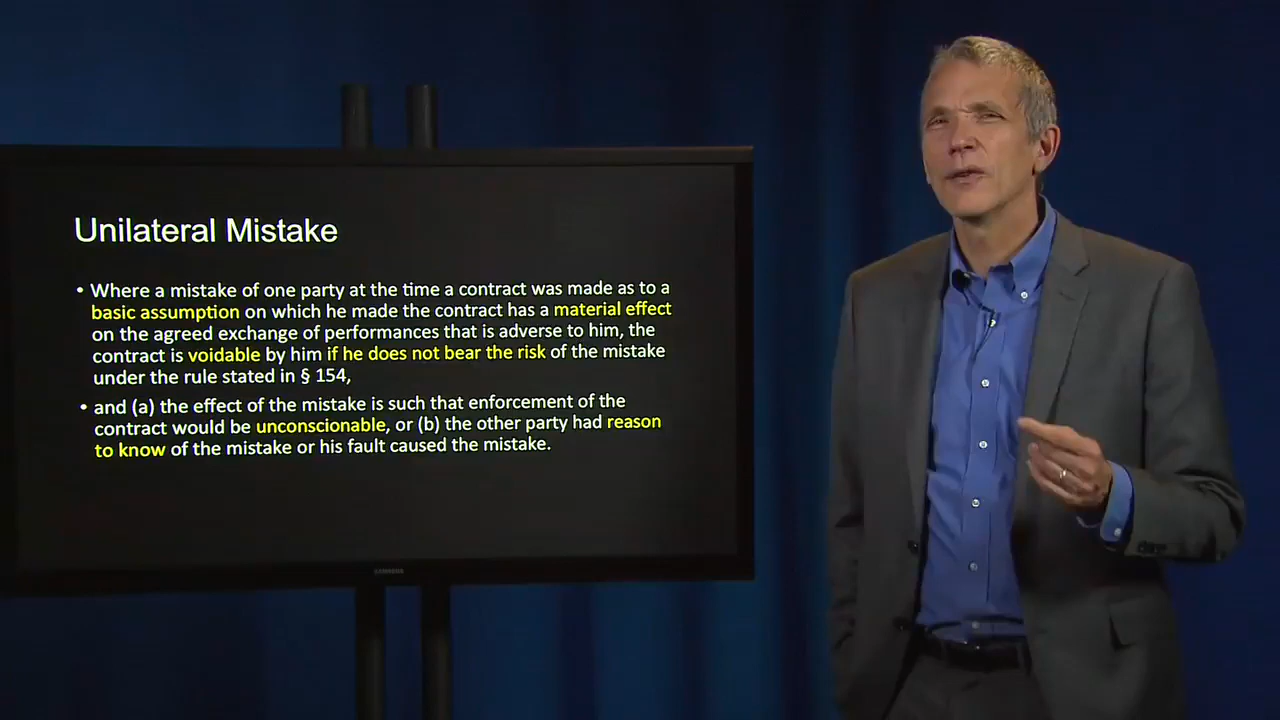 Unilateral Mistake
• Where a mistake of one party at the time a contract was made as to a
basic assumption on which he made the contract has a material effect
on the agreed exchange of performances that is adverse to him, the
contract is voidable by him if he does not bear the risk of the mistake
under the rule stated in § 154,
• and (a) the effect of the mistake is such that enforcement of the
contract would be unconscionable, or (b) the other party had reason
to know of the mistake or his fault caused the mistake.
SAMSUNG